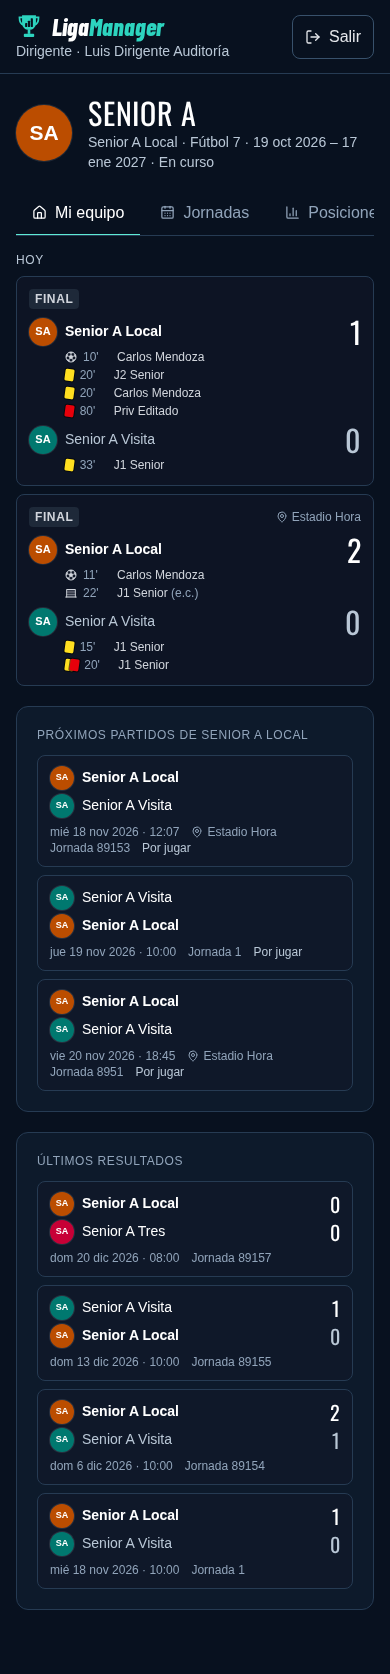 LigaManager
Dirigente · Luis Dirigente Auditoría
Salir
SA
SENIOR A
Senior A Local · Fútbol 7 · 19 oct 2026 – 17
ene 2027 · En curso
Mi equipo
Jornadas
Posicione
HOY
FINAL
SA Senior A Local 1
10' Carlos Mendoza
20' J2 Senior
20' Carlos Mendoza
80' Priv Editado
SA Senior A Visita 0
33' J1 Senior
FINAL Estadio Hora
SA Senior A Local 2
11' Carlos Mendoza
22' J1 Senior (e.c.)
SA Senior A Visita 0
15' J1 Senior
20' J1 Senior
PRÓXIMOS PARTIDOS DE SENIOR A LOCAL
SA Senior A Local
SA Senior A Visita
mié 18 nov 2026 · 12:07 Estadio Hora
Jornada 89153 Por jugar
SA Senior A Visita
SA Senior A Local
jue 19 nov 2026 · 10:00 Jornada 1 Por jugar
SA Senior A Local
SA Senior A Visita
vie 20 nov 2026 · 18:45 Estadio Hora
Jornada 8951 Por jugar
ÚLTIMOS RESULTADOS
SA Senior A Local 0
SA Senior A Tres 0
dom 20 dic 2026 · 08:00 Jornada 89157
SA Senior A Visita 1
SA Senior A Local 0
dom 13 dic 2026 · 10:00 Jornada 89155
SA Senior A Local 2
SA Senior A Visita 1
dom 6 dic 2026 · 10:00 Jornada 89154
SA Senior A Local 1
SA Senior A Visita 0
mié 18 nov 2026 · 10:00 Jornada 1